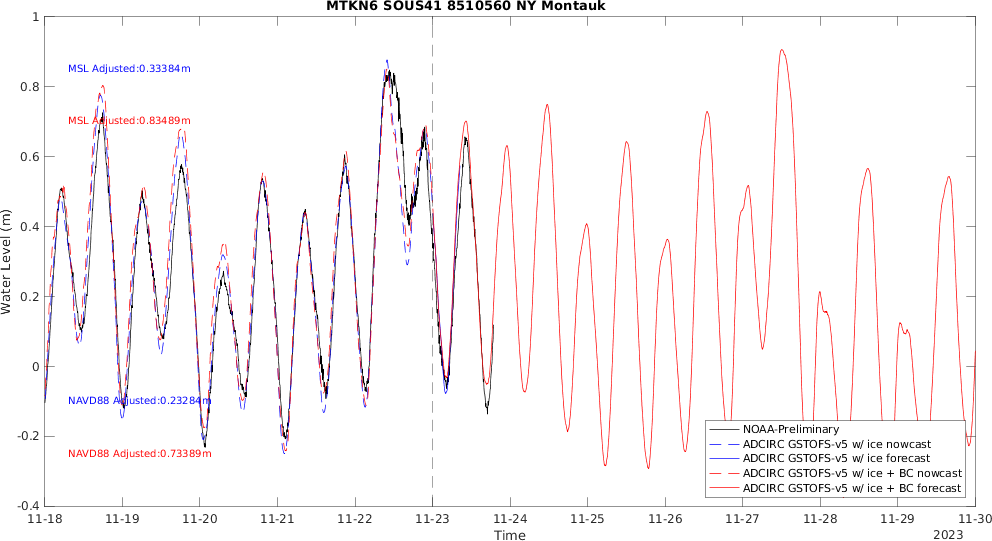 MTKN6 SOUS41 8510560 NY Montauk
1
0.8
0.6
0.4
0.2
0
-0.2
-0.4
Water Level (m)
MSL Adjusted:0.33384m
MSL Adjusted:0.83489m
NAVD88 Adjusted:0.23284m
NAVD88 Adjusted:0.73389m
NOAA-Preliminary
ADCIRC GSTOFS-v5 w/ ice nowcast
ADCIRC GSTOFS-v5 w/ ice forecast
ADCIRC GSTOFS-v5 w/ ice + BC nowcast
ADCIRC GSTOFS-v5 w/ ice + BC forecast
11-18 11-19 11-20 11-21 11-22 11-23 11-24 11-25 11-26 11-27 11-28 11-29 11-30
Time
2023